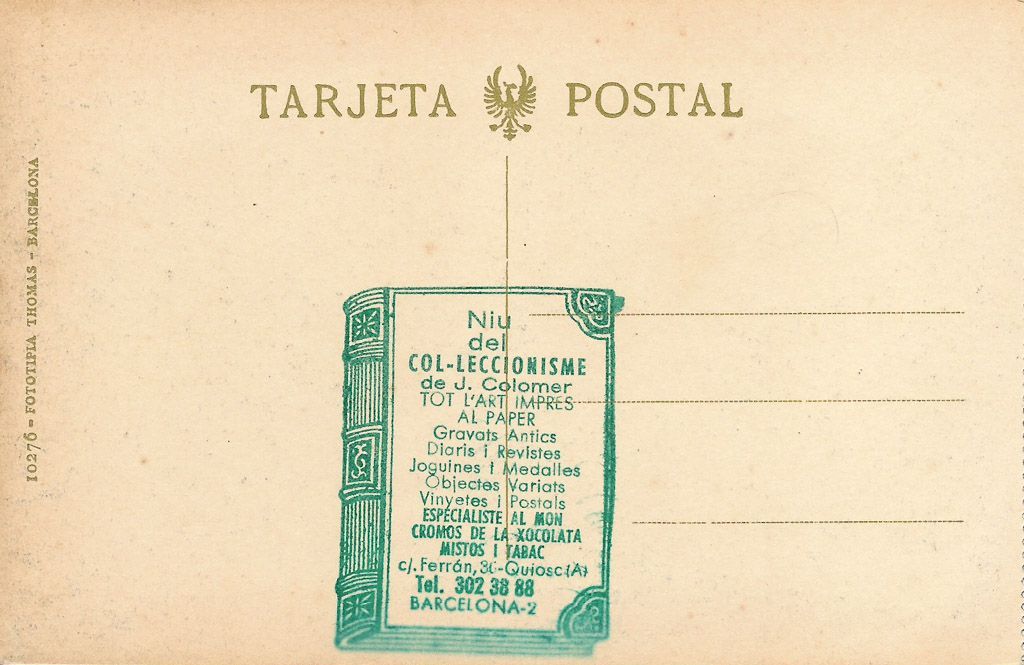 TARJETA POSTAL
10276 - FOTOTIPIA THOMAS - BARCELONA
Niu
del
COL-LECCIONISME
de J. Colomer
TOT L'ART IMPRES
AL PAPER
Gravats Antics
Diaris i Revistes
Joguines i Medalles
Objectes Variats
Vinyetes i Postals
ESPECIALISTE AL MON
CROMOS DE LA XOCOLATA
MISTOS I TABAC
c/. Ferrán, -Quiosc (A)
Tel. 302 38 88
BARCELONA-2